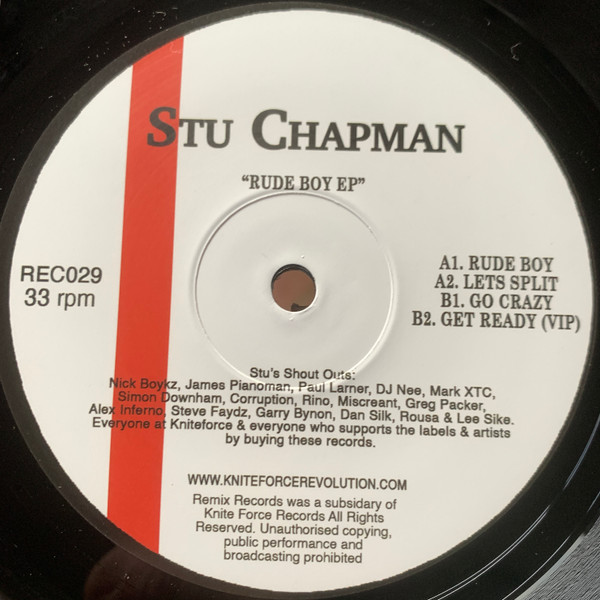 STU CHAPMAN
"RUDE BOY EP"
REC029
33 rpm
A1. RUDE BOY
A2. LETS SPLIT
B1. GO CRAZY
B2. GET READY (VIP)
Stu's Shout Outs:
Nick Boykz, James Pianoman, Paul Larner, DJ Nee, Mark XTC,
Simon Downham, Corruption, Rino, Miscreant, Greg Packer,
Alex Inferno, Steve Faydz, Garry Bynon, Dan Silk, Rousa & Lee Sike.
Everyone at Kniteforce & everyone who supports the labels & artists
by buying these records.
WWW.KNITEFORCEREVOLUTION.COM
Remix Records was a subsidary of
Knite Force Records All Rights
Reserved. Unauthorised copying,
public performance and
broadcasting prohibited